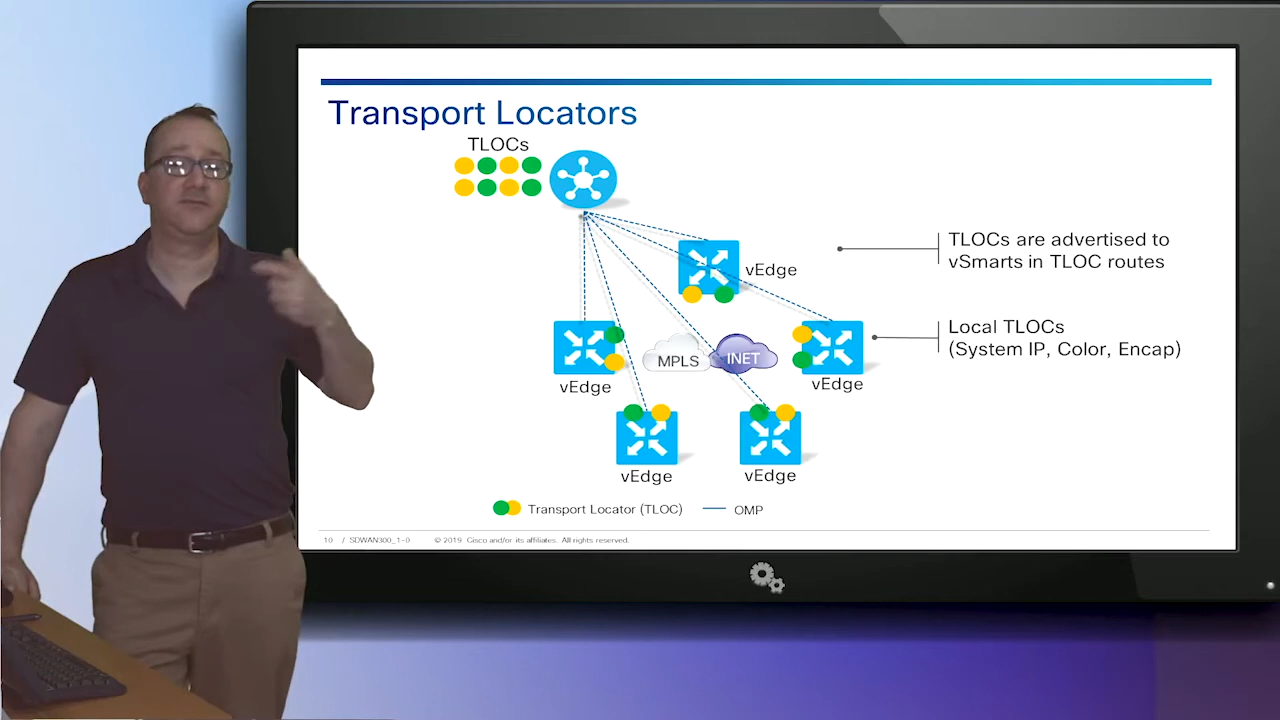 Transport Locators
TLOCs
vEdge
TLOCs are advertised to
vSmarts in TLOC routes
Local TLOCs
(System IP, Color, Encap)
MPLS
INET
vEdge
vEdge
vEdge
vEdge
Transport Locator (TLOC)
OMP
10 / SDWAN300_1-0 © 2019 Cisco and/or its affiliates. All rights reserved.